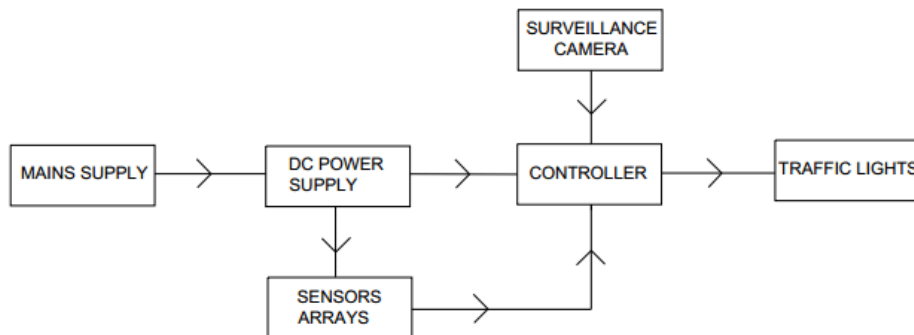 SURVEILLANCE
CAMERA
MAINS SUPPLY
DC POWER
SUPPLY
CONTROLLER
TRAFFIC LIGHTS
SENSORS
ARRAYS